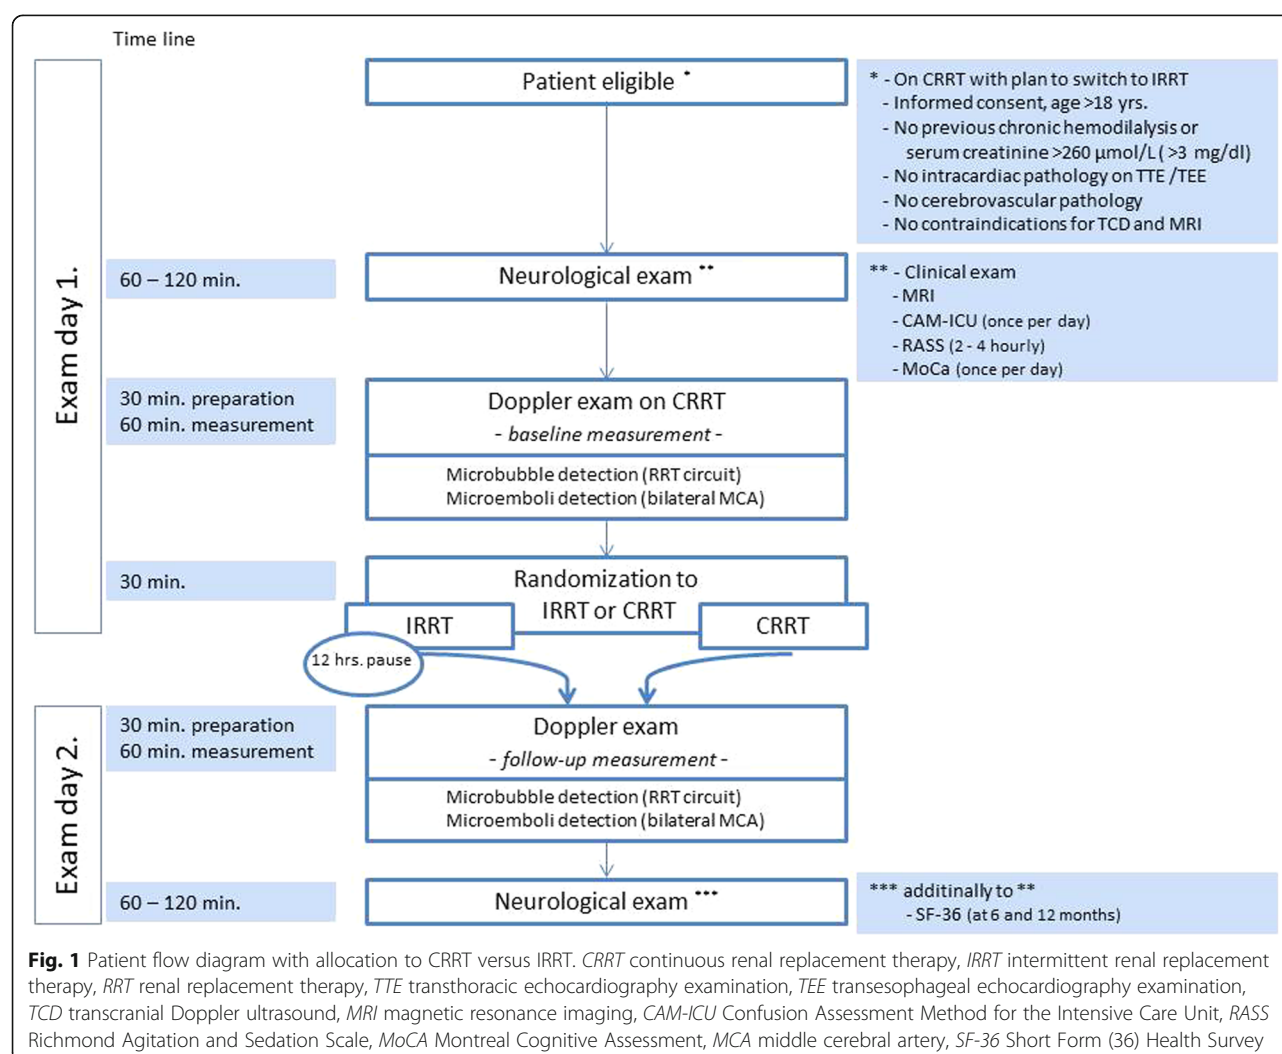 Time line
Exam day 1.
Patient eligible *
* - On CRRT with plan to switch to IRRT
- Informed consent, age >18 yrs.
- No previous chronic hemodilalysis or
serum creatinine >260 µmol/L ( >3 mg/dl)
- No intracardiac pathology on TTE /TEE
- No cerebrovascular pathology
- No contraindications for TCD and MRI
60 – 120 min.
Neurological exam **
** - Clinical exam
- MRI
- CAM-ICU (once per day)
- RASS (2 - 4 hourly)
- MoCa (once per day)
30 min. preparation
60 min. measurement
Doppler exam on CRRT
- baseline measurement -
Microbubble detection (RRT circuit)
Microemboli detection (bilateral MCA)
30 min.
Randomization to
IRRT or CRRT
IRRT
CRRT
12 hrs. pause
Exam day 2.
30 min. preparation
60 min. measurement
Doppler exam
- follow-up measurement -
Microbubble detection (RRT circuit)
Microemboli detection (bilateral MCA)
60 – 120 min.
Neurological exam ***
*** additinally to **
- SF-36 (at 6 and 12 months)
Fig. 1 Patient flow diagram with allocation to CRRT versus IRRT. CRRT continuous renal replacement therapy, IRRT intermittent renal replacement
therapy, RRT renal replacement therapy, TTE transthoracic echocardiography examination, TEE transesophageal echocardiography examination,
TCD transcranial Doppler ultrasound, MRI magnetic resonance imaging, CAM-ICU Confusion Assessment Method for the Intensive Care Unit, RASS
Richmond Agitation and Sedation Scale, MoCA Montreal Cognitive Assessment, MCA middle cerebral artery, SF-36 Short Form (36) Health Survey